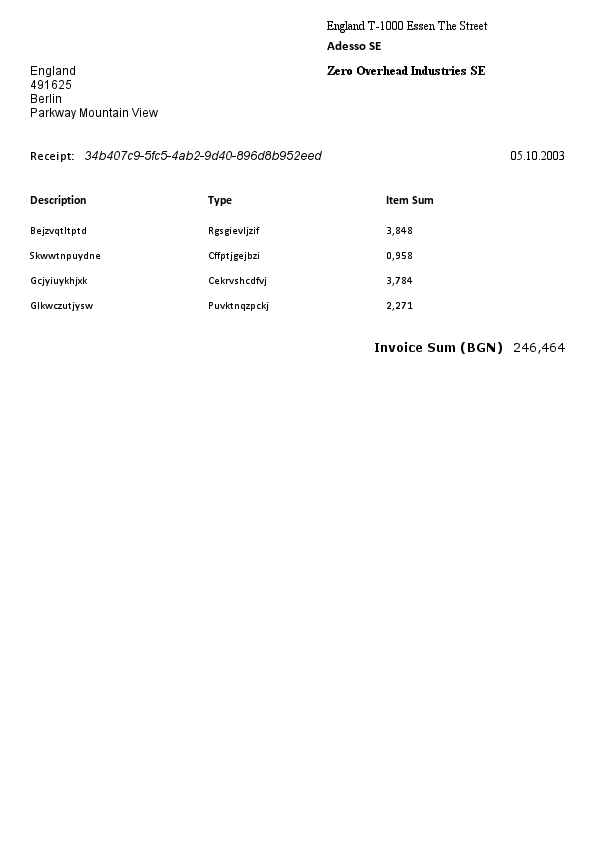 England T-1000 Essen The Street
Adesso SE
England
Zero Overhead Industries SE
491625
Berlin
Parkway Mountain View
Receipt: 34b407c9-5fc5-4ab2-9d40-896d8b952eed 05.10.2003
Description Type Item Sum
Bejzvqtltptd Rgsgievljzif 3,848
Skwwtnpuydne Cffptjgejbzi 0,958
Gcjyiuykhjxk Cekrvshcdfvj 3,784
Glkwczutjysw Puvktnqzpckj 2,271
Invoice Sum (BGN) 246,464